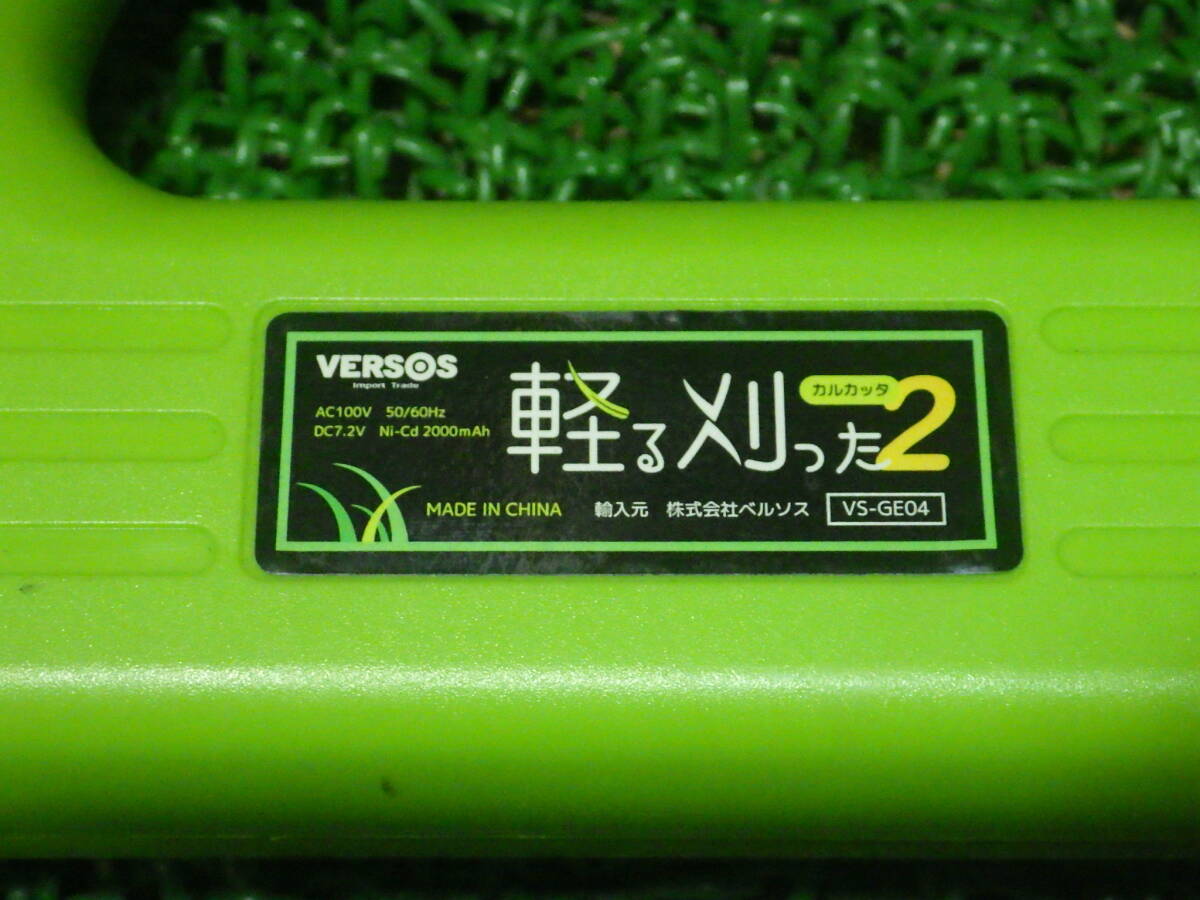 VERSOS
Import Trade
AC100V 50/60Hz
DC7.2V Ni-Cd 2000mAh
カルカッタ
軽る刈った2
MADE IN CHINA 輸入元 株式会社ベルソス VS-GE04